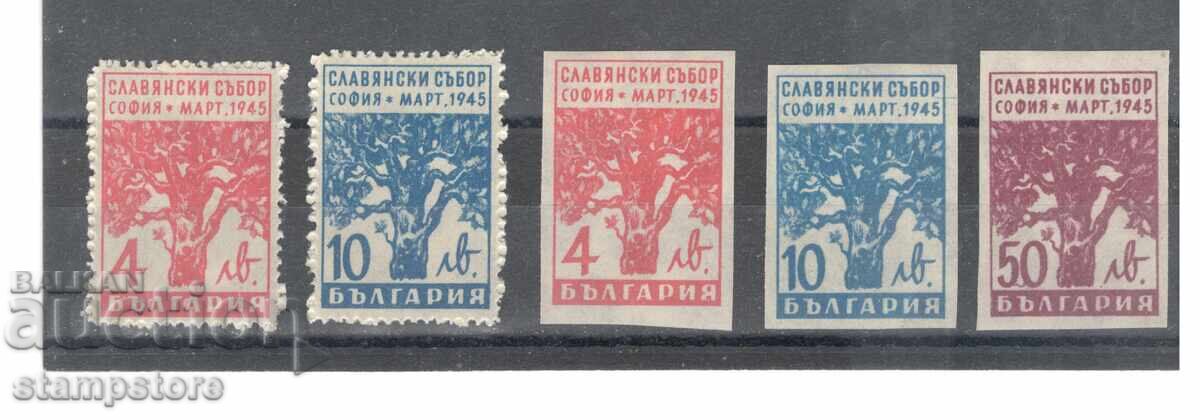 СЛАВЯНСКИ СЪБОР
СОФИЯ * МАРТ.1945
4 лв.
БЪЛГАРИЯ
СЛАВЯНСКИ СЪБОР
СОФИЯ * МАРТ.1945
10 лв.
БЪЛГАРИЯ
СЛАВЯНСКИ СЪБОР
СОФИЯ * МАРТ.1945
4 лв.
БЪЛГАРИЯ
СЛАВЯНСКИ СЪБОР
СОФИЯ * МАРТ.1945
10 лв.
БЪЛГАРИЯ
СЛАВЯНСКИ СЪБОР
СОФИЯ * МАРТ.1945
50 лв.
БЪЛГАРИЯ
BALKAN
auction
stampstore